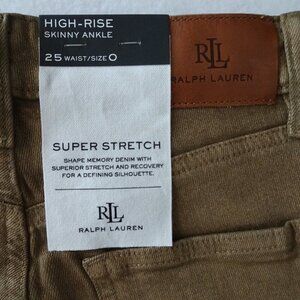 HIGH-RISE
SKINNY ANKLE
25 WAIST/SIZE 0
RLL
RALPH LAUREN
SUPER STRETCH
SHAPE MEMORY DENIM WITH
SUPERIOR STRETCH AND RECOVERY
FOR A DEFINING SILHOUETTE.
RLL
RALPH LAUREN